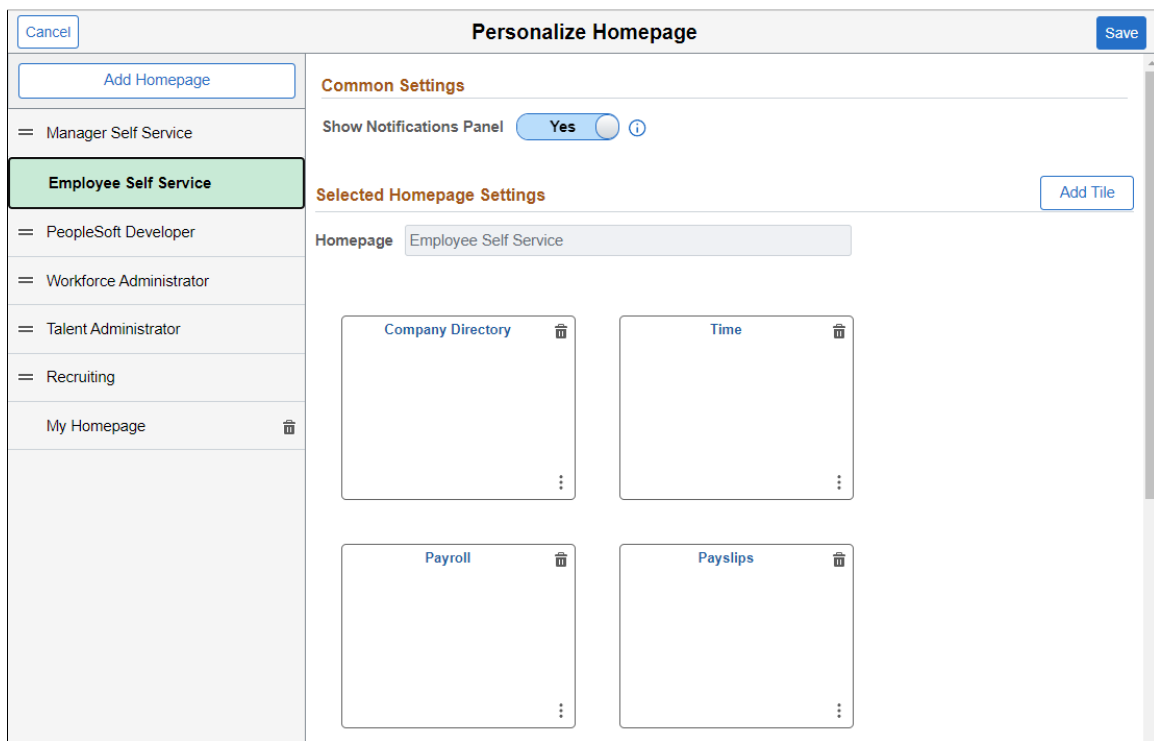 Cancel
Personalize Homepage
Save
Add Homepage
Manager Self Service
Employee Self Service
PeopleSoft Developer
Workforce Administrator
Talent Administrator
Recruiting
My Homepage
Common Settings
Show Notifications Panel Yes
Selected Homepage Settings
Add Tile
Homepage Employee Self Service
Company Directory
Time
Payroll
Payslips